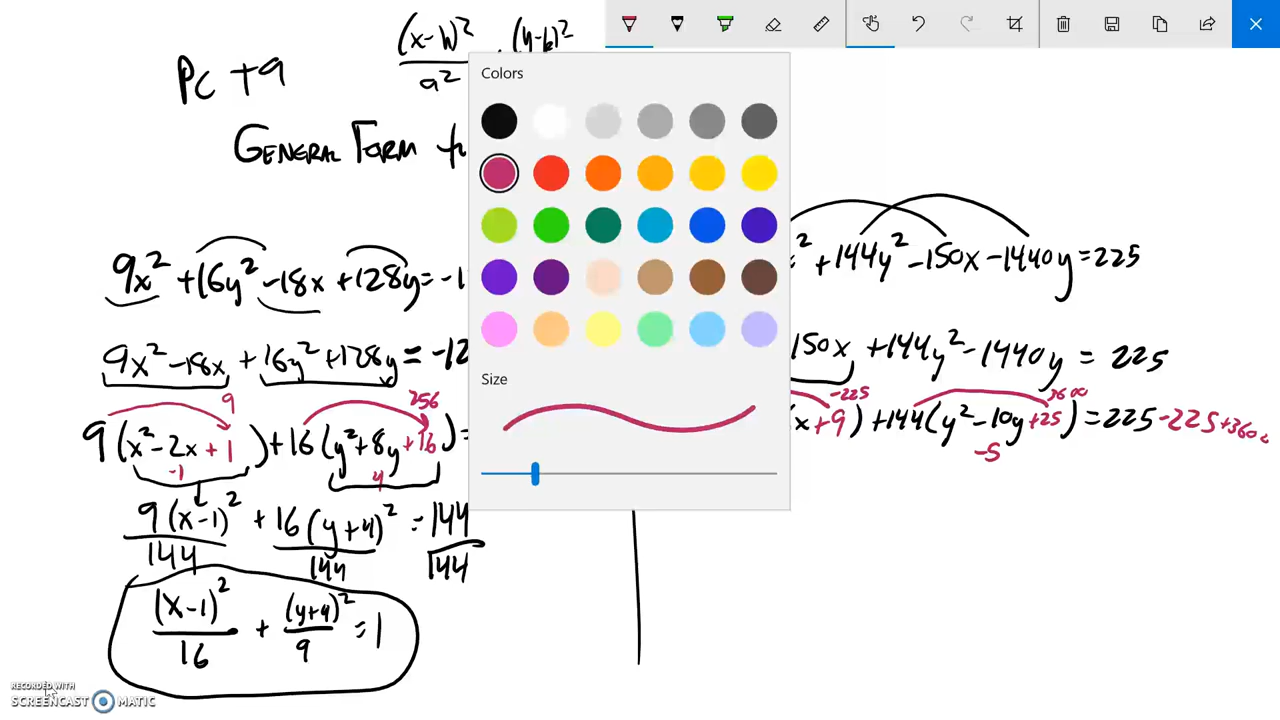 (x-h)² (y-k)²
a²
PC +9
GENERAL FORM
Colors
9x² +16y² -18x +128y = -1
² +144y² -150x -1440y = 225
9x² -18x + 16y² +128y = -12
150x +144y² -1440y = 225
Size
9 256 -225 3600
9(x²-2x +1) +16(y²+8y +16) =
(x +9) +144(y² -10y +25) = 225 -225 +3600
-1 4 -5
9(x-1)² + 16(y+4)² = 144
144 144 144
(x-1)² + (y+4)² = 1
16 9
RECORDED WITH
SCREENCAST MATIC